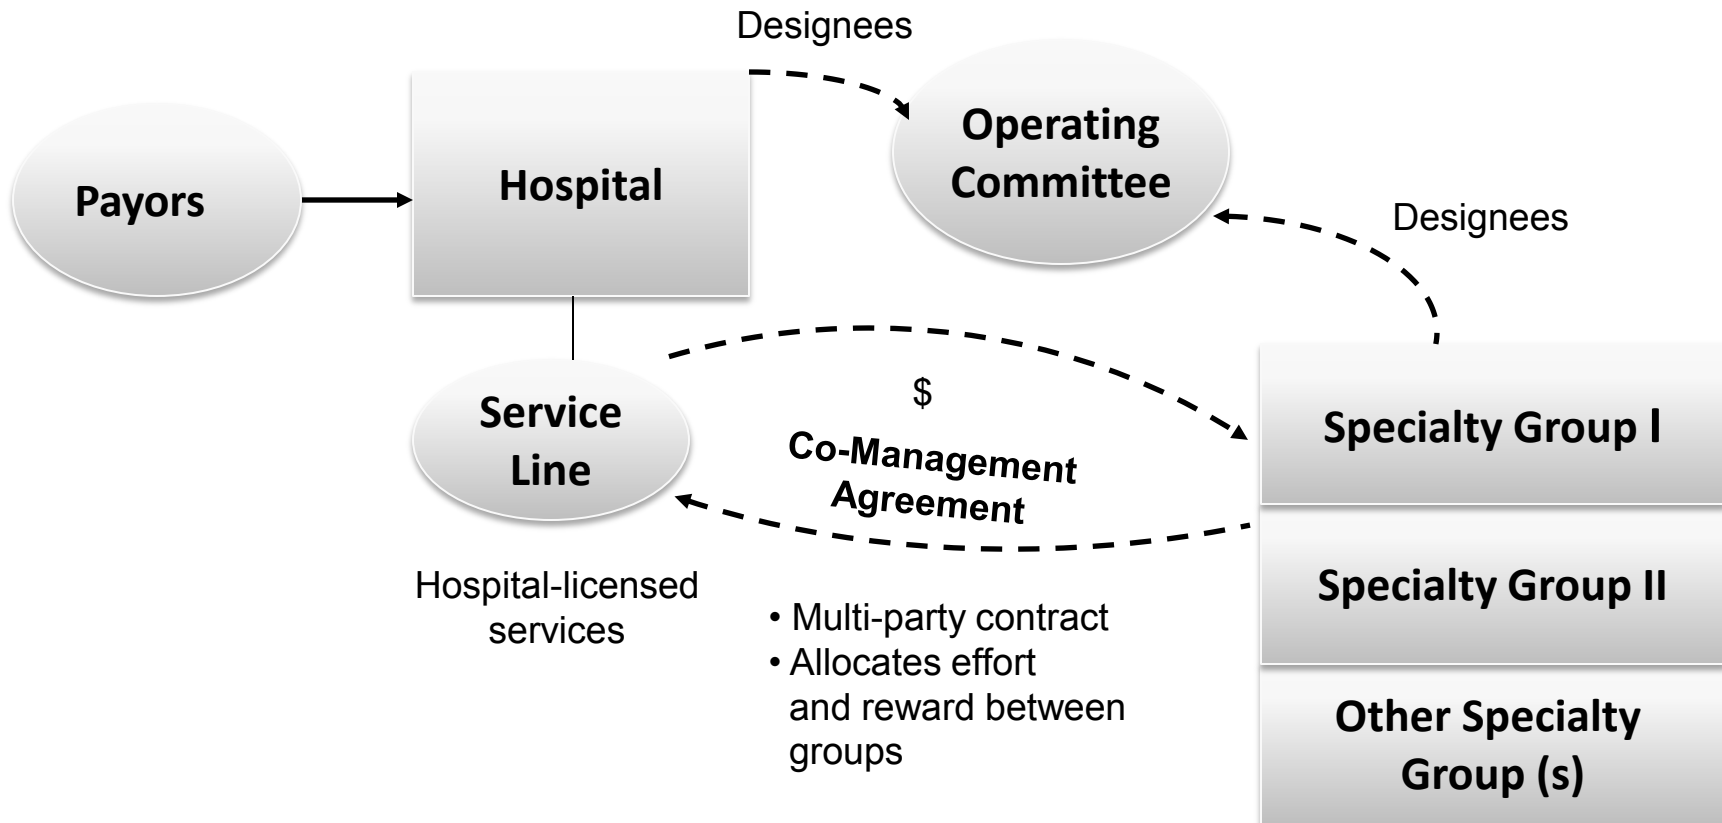 Designees
Operating
Committee
Payors
Hospital
Designees
Service
Line
$
Co-Management
Agreement
Specialty Group I
Specialty Group II
Other Specialty
Group (s)
Hospital-licensed
services
• Multi-party contract
• Allocates effort
and reward between
groups